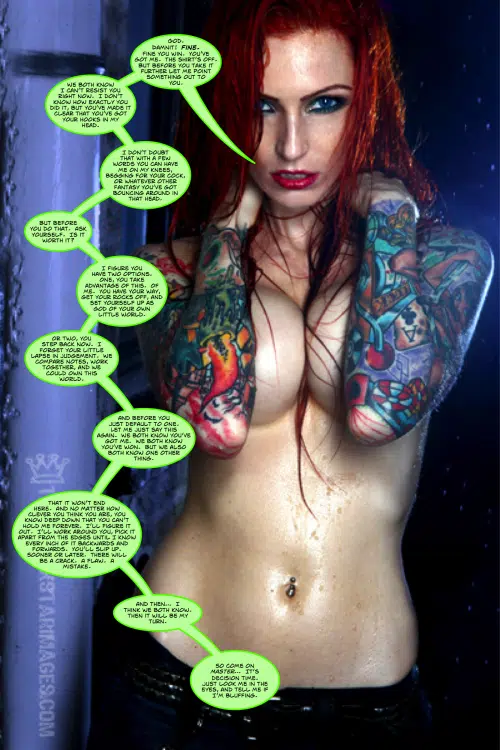 GOD.
DAMNIT! FINE.
FINE YOU WIN. YOU'VE
GOT ME. THE SHIRT'S OFF.
BUT BEFORE YOU TAKE IT
FURTHER LET ME POINT
SOMETHING OUT TO
YOU.
WE BOTH KNOW
I CAN'T RESIST YOU
RIGHT NOW. I DON'T
KNOW HOW EXACTLY YOU
DID IT, BUT YOU'VE MADE IT
CLEAR THAT YOU'VE GOT
YOUR HOOKS IN MY
HEAD.
I DON'T DOUBT
THAT WITH A FEW
WORDS YOU CAN HAVE
ME ON MY KNEES,
BEGGING FOR YOUR COCK,
OR WHATEVER OTHER
FANTASY YOU'VE GOT
BOUNCING AROUND IN
THAT HEAD.
BUT BEFORE
YOU DO THAT. ASK
YOURSELF. IS IT
WORTH IT?
I FIGURE YOU
HAVE TWO OPTIONS.
ONE, YOU TAKE
ADVANTAGE OF THIS. OF
ME. YOU HAVE YOUR WAY,
GET YOUR ROCKS OFF, AND
SET YOURSELF UP AS
GOD OF YOUR OWN
LITTLE WORLD.
OR TWO, YOU
STEP BACK NOW. I
FORGET YOUR LITTLE
LAPSE IN JUDGEMENT. WE
COMPARE NOTES, WORK
TOGETHER, AND WE
COULD OWN THIS
WORLD.
AND BEFORE YOU
JUST DEFAULT TO ONE.
LET ME JUST SAY THIS
AGAIN. WE BOTH KNOW YOU'VE
GOT ME. WE BOTH KNOW
YOU'VE WON. BUT WE ALSO
BOTH KNOW ONE OTHER
THING.
THAT IT WON'T END
HERE. AND NO MATTER HOW
CLEVER YOU THINK YOU ARE, YOU
KNOW DEEP DOWN THAT YOU CAN'T
HOLD ME FOREVER. I'LL FIGURE IT
OUT. I'LL WORK AROUND YOU, PICK IT
APART FROM THE EDGES UNTIL I KNOW
EVERY INCH OF IT BACKWARDS AND
FORWARDS. YOU'LL SLIP UP.
SOONER OR LATER. THERE WILL
BE A CRACK. A FLAW. A
MISTAKE.
AND THEN... I
THINK WE BOTH KNOW.
THEN IT WILL BE MY
TURN.
SO COME ON
MASTER... IT'S
DECISION TIME.
JUST LOOK ME IN THE
EYES, AND TELL ME IF
I'M BLUFFING.